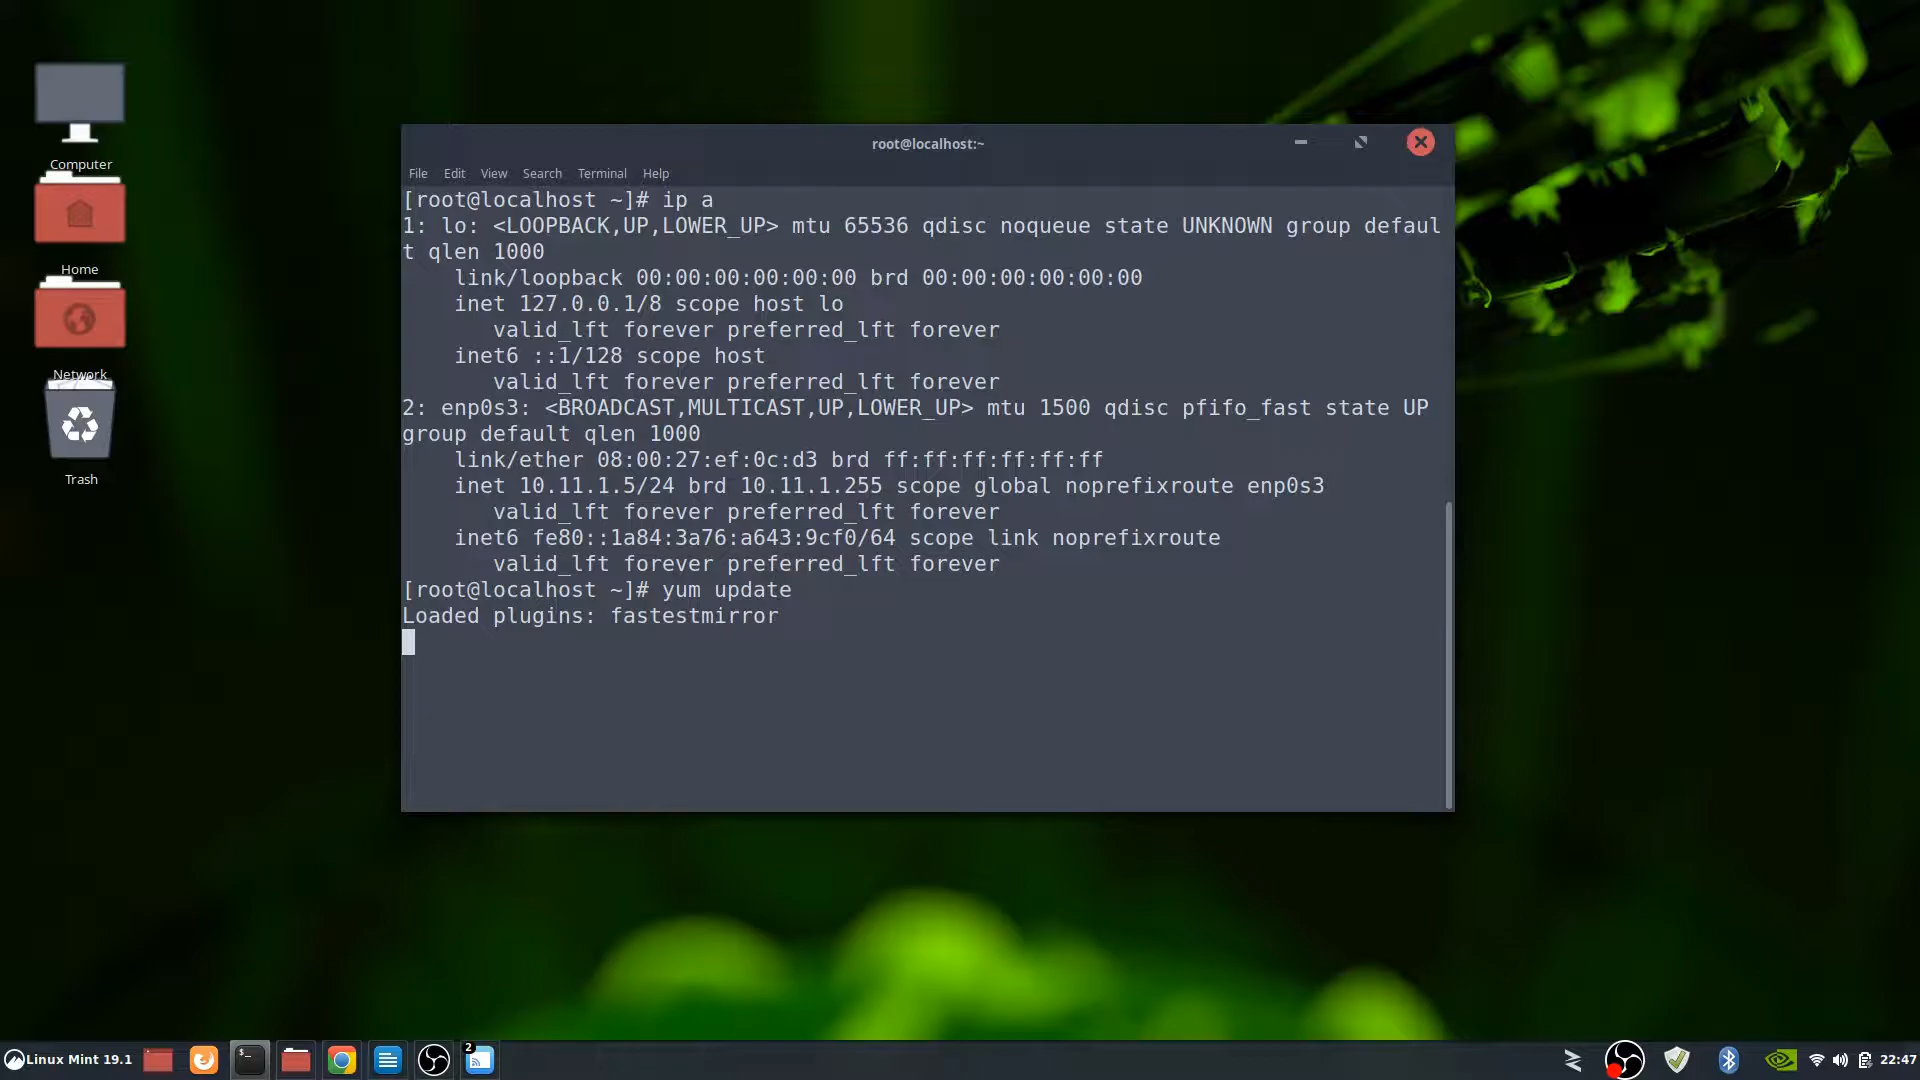 Computer
Home
Network
Trash
root@localhost:~
File Edit View Search Terminal Help
[root@localhost ~]# ip a
1: lo: <LOOPBACK,UP,LOWER_UP> mtu 65536 qdisc noqueue state UNKNOWN group defaul
t qlen 1000
    link/loopback 00:00:00:00:00:00 brd 00:00:00:00:00:00
    inet 127.0.0.1/8 scope host lo
       valid_lft forever preferred_lft forever
    inet6 ::1/128 scope host
       valid_lft forever preferred_lft forever
2: enp0s3: <BROADCAST,MULTICAST,UP,LOWER_UP> mtu 1500 qdisc pfifo_fast state UP
group default qlen 1000
    link/ether 08:00:27:ef:0c:d3 brd ff:ff:ff:ff:ff:ff
    inet 10.11.1.5/24 brd 10.11.1.255 scope global noprefixroute enp0s3
       valid_lft forever preferred_lft forever
    inet6 fe80::1a84:3a76:a643:9cf0/64 scope link noprefixroute
       valid_lft forever preferred_lft forever
[root@localhost ~]# yum update
Loaded plugins: fastestmirror
Linux Mint 19.1
$_
2
22:47